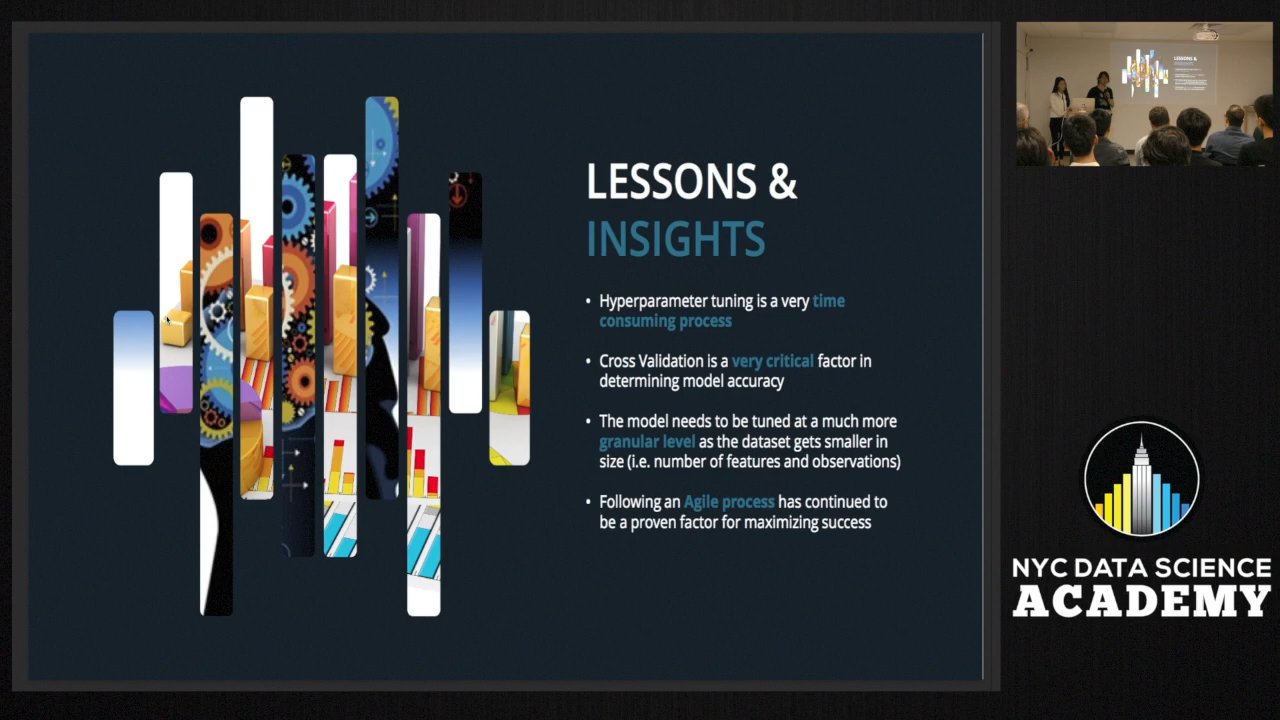 LESSONS &
INSIGHTS
• Hyperparameter tuning is a very time
consuming process
• Cross Validation is a very critical factor in
determining model accuracy
• The model needs to be tuned at a much more
granular level as the dataset gets smaller in
size (i.e. number of features and observations)
• Following an Agile process has continued to
be a proven factor for maximizing success
LESSONS &
INSIGHTS
NYC DATA SCIENCE
ACADEMY